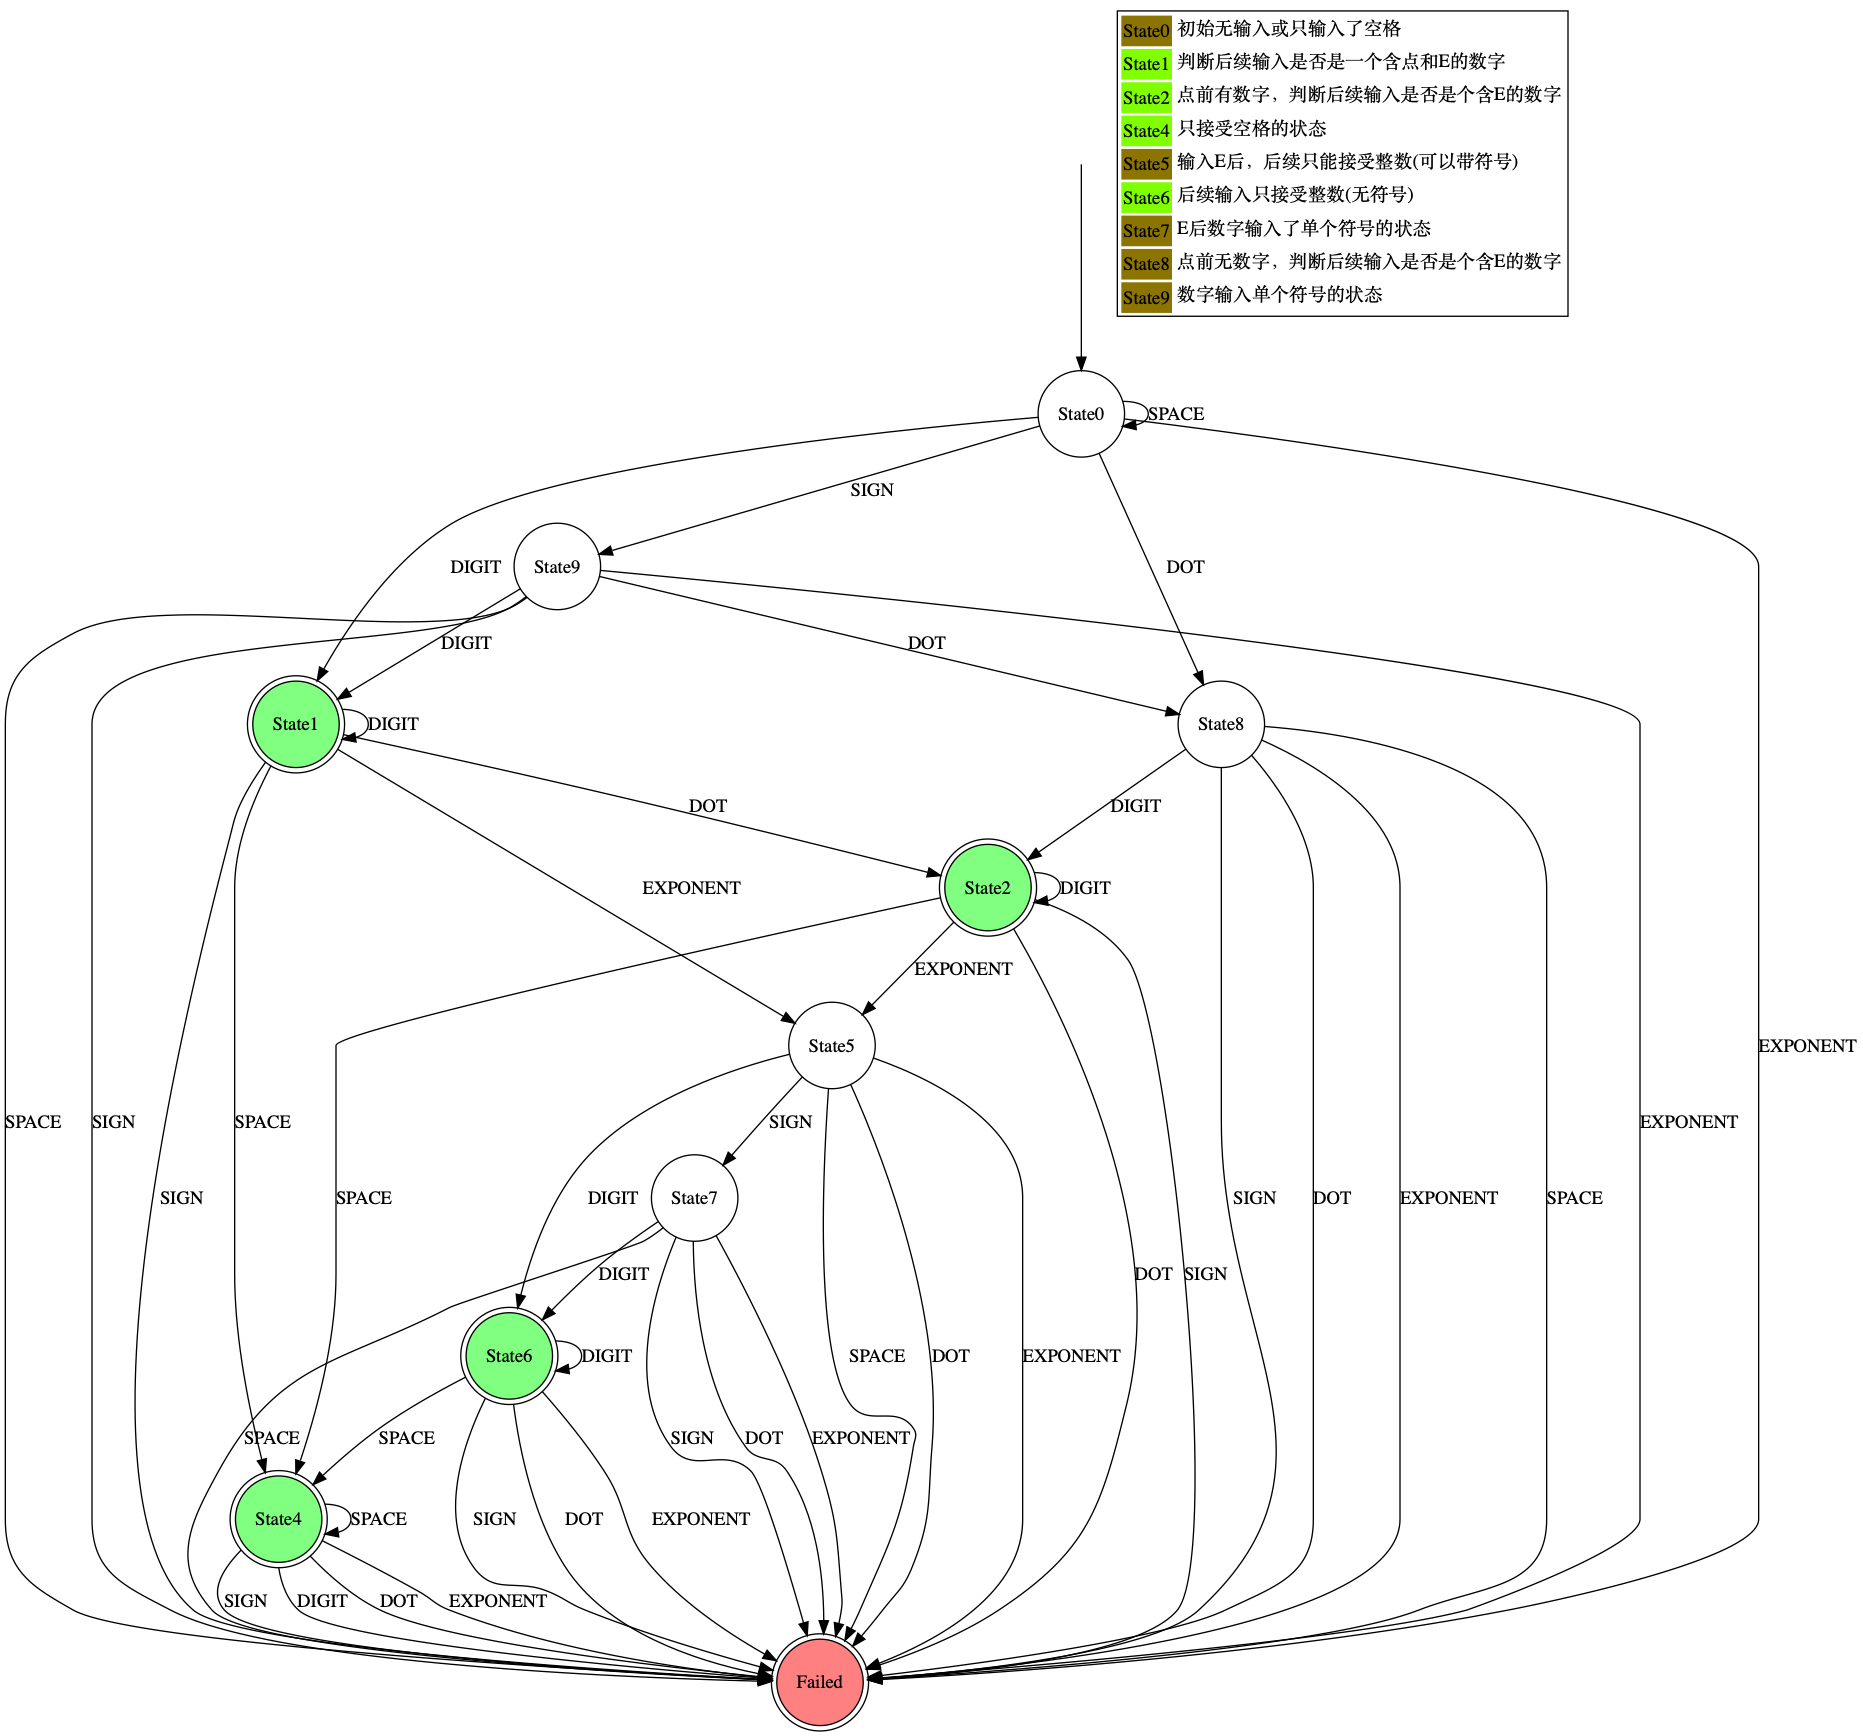 State0 初始无输入或只输入了空格
State1 判断后续输入是否是一个含点和E的数字
State2 点前有数字，判断后续输入是否是个含E的数字
State4 只接受空格的状态
State5 输入E后，后续只能接受整数(可以带符号)
State6 后续输入只接受整数(无符号)
State7 E后数字输入了单个符号的状态
State8 点前无数字，判断后续输入是否是个含E的数字
State9 数字输入单个符号的状态
State0
SPACE
SIGN
DIGIT
State9
DOT
DIGIT
DOT
State1
DIGIT
State8
DOT
DIGIT
EXPONENT
State2
DIGIT
EXPONENT
State5
EXPONENT
SPACE
SIGN
SPACE
SIGN
EXPONENT
SIGN
SPACE
DIGIT
State7
SIGN
DOT
EXPONENT
SPACE
DIGIT
DOT
SIGN
State6
DIGIT
SPACE
DOT
EXPONENT
SPACE
SPACE
SIGN
DOT
EXPONENT
State4
SPACE
SIGN
DOT
EXPONENT
SIGN
DIGIT
DOT
EXPONENT
Failed